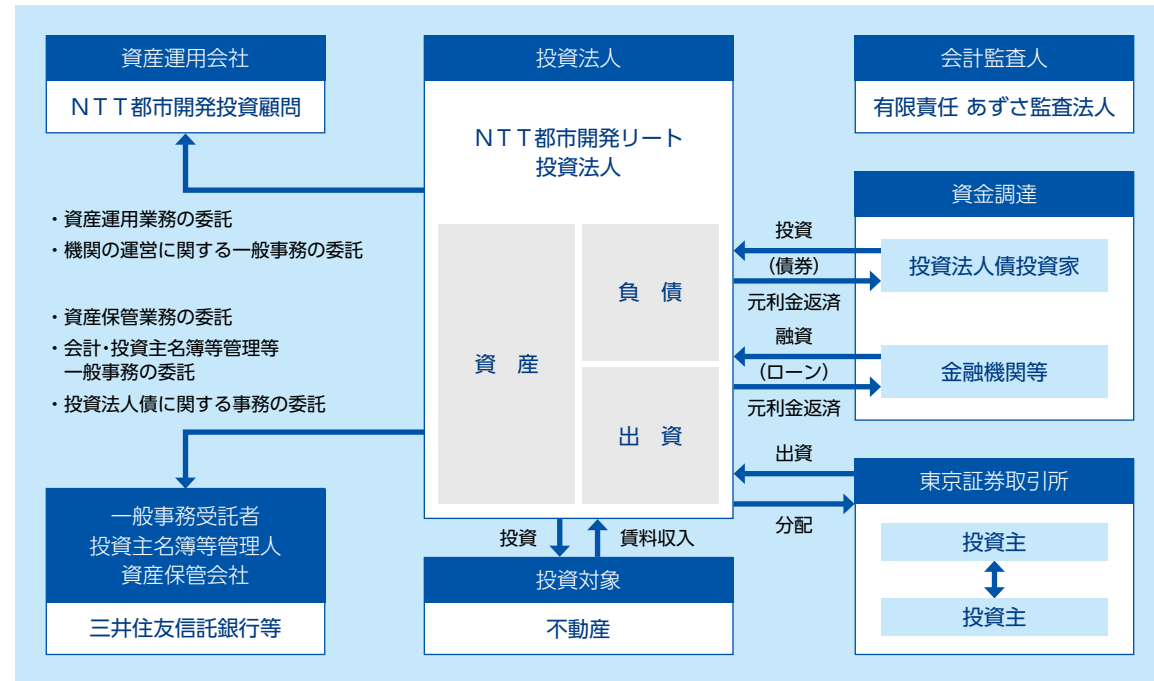 資産運用会社
NTT都市開発投資顧問
・資産運用業務の委託
・機関の運営に関する一般事務の委託
・資産保管業務の委託
・会計・投資主名簿等管理等
一般事務の委託
・投資法人債に関する事務の委託
一般事務受託者
投資主名簿等管理人
資産保管会社
三井住友信託銀行等
投資法人
NTT都市開発リート
投資法人
資 産
負 債
出 資
投資
賃料収入
投資対象
不動産
会計監査人
有限責任 あずさ監査法人
資金調達
投資
(債券)
元利金返済
投資法人債投資家
融資
(ローン)
元利金返済
金融機関等
出資
分配
東京証券取引所
投資主
投資主